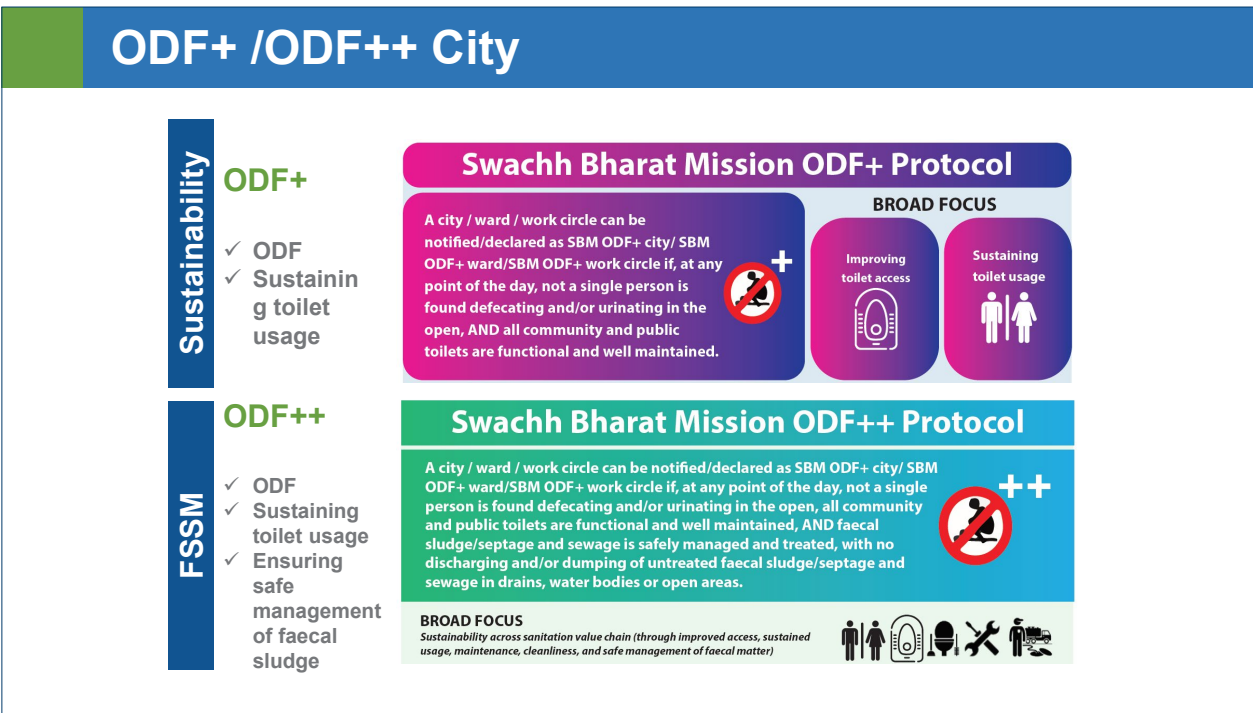 ODF+ /ODF++ City
Sustainability
ODF+
✓ ODF
✓ Sustainin
g toilet
usage
Swachh Bharat Mission ODF+ Protocol
A city / ward / work circle can be
notified/declared as SBM ODF+ city/ SBM
ODF+ ward/SBM ODF+ work circle if, at any
point of the day, not a single person is
found defecating and/or urinating in the
open, AND all community and public
toilets are functional and well maintained.
+
BROAD FOCUS
Improving
toilet access
Sustaining
toilet usage
FSSM
ODF++
✓ ODF
✓ Sustaining
toilet usage
✓ Ensuring
safe
management
of faecal
sludge
Swachh Bharat Mission ODF++ Protocol
A city / ward / work circle can be notified/declared as SBM ODF+ city/ SBM
ODF+ ward/SBM ODF+ work circle if, at any point of the day, not a single
person is found defecating and/or urinating in the open, all community
and public toilets are functional and well maintained, AND faecal
sludge/septage and sewage is safely managed and treated, with no
discharging and/or dumping of untreated faecal sludge/septage and
sewage in drains, water bodies or open areas.
++
BROAD FOCUS
Sustainability across sanitation value chain (through improved access, sustained
usage, maintenance, cleanliness, and safe management of faecal matter)